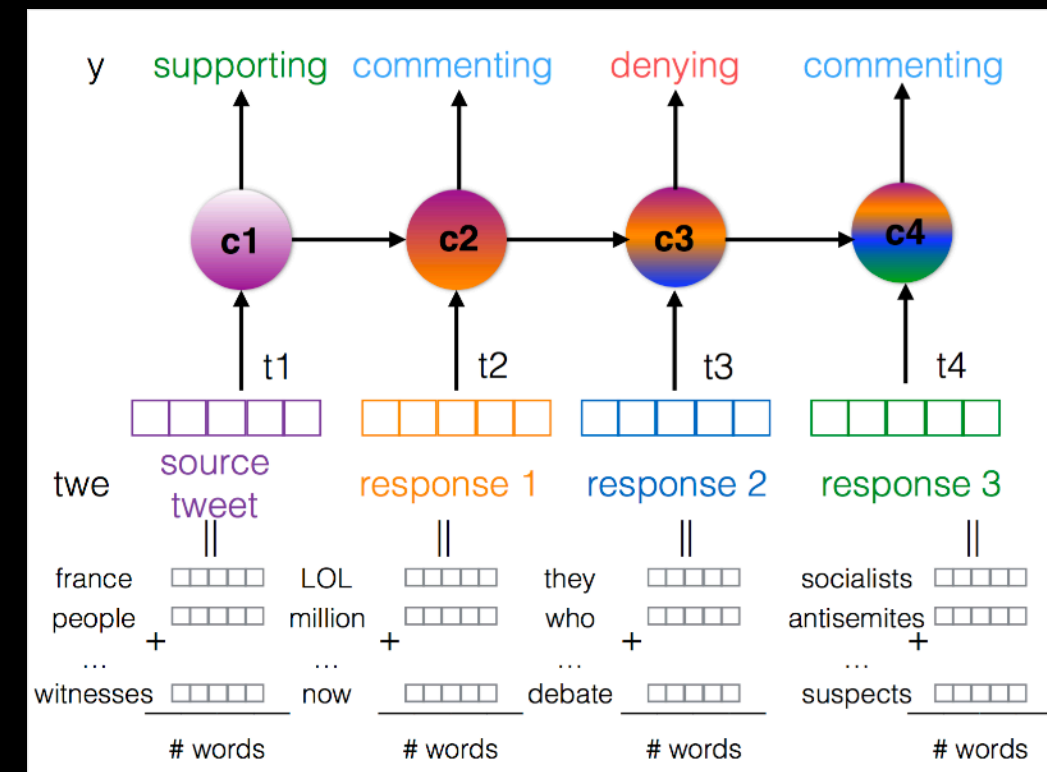 y supporting commenting denying commenting
c1 c2 c3 c4
t1 t2 t3 t4
source
tweet
twe response 1 response 2 response 3
|| || || ||
france LOL they socialists
people million who antisemites
+ + + +
... ... ... ...
witnesses now debate suspects
# words # words # words # words